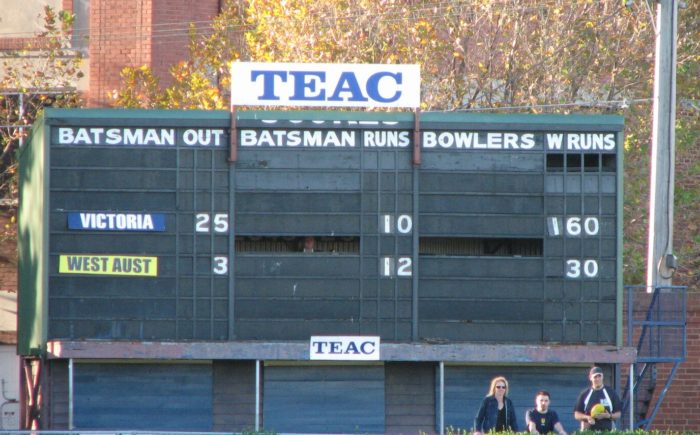 TEAC
BATSMAN OUT BATSMAN RUNS BOWLERS W RUNS
VICTORIA 25 10 160
WEST AUST 3 12 30
TEAC